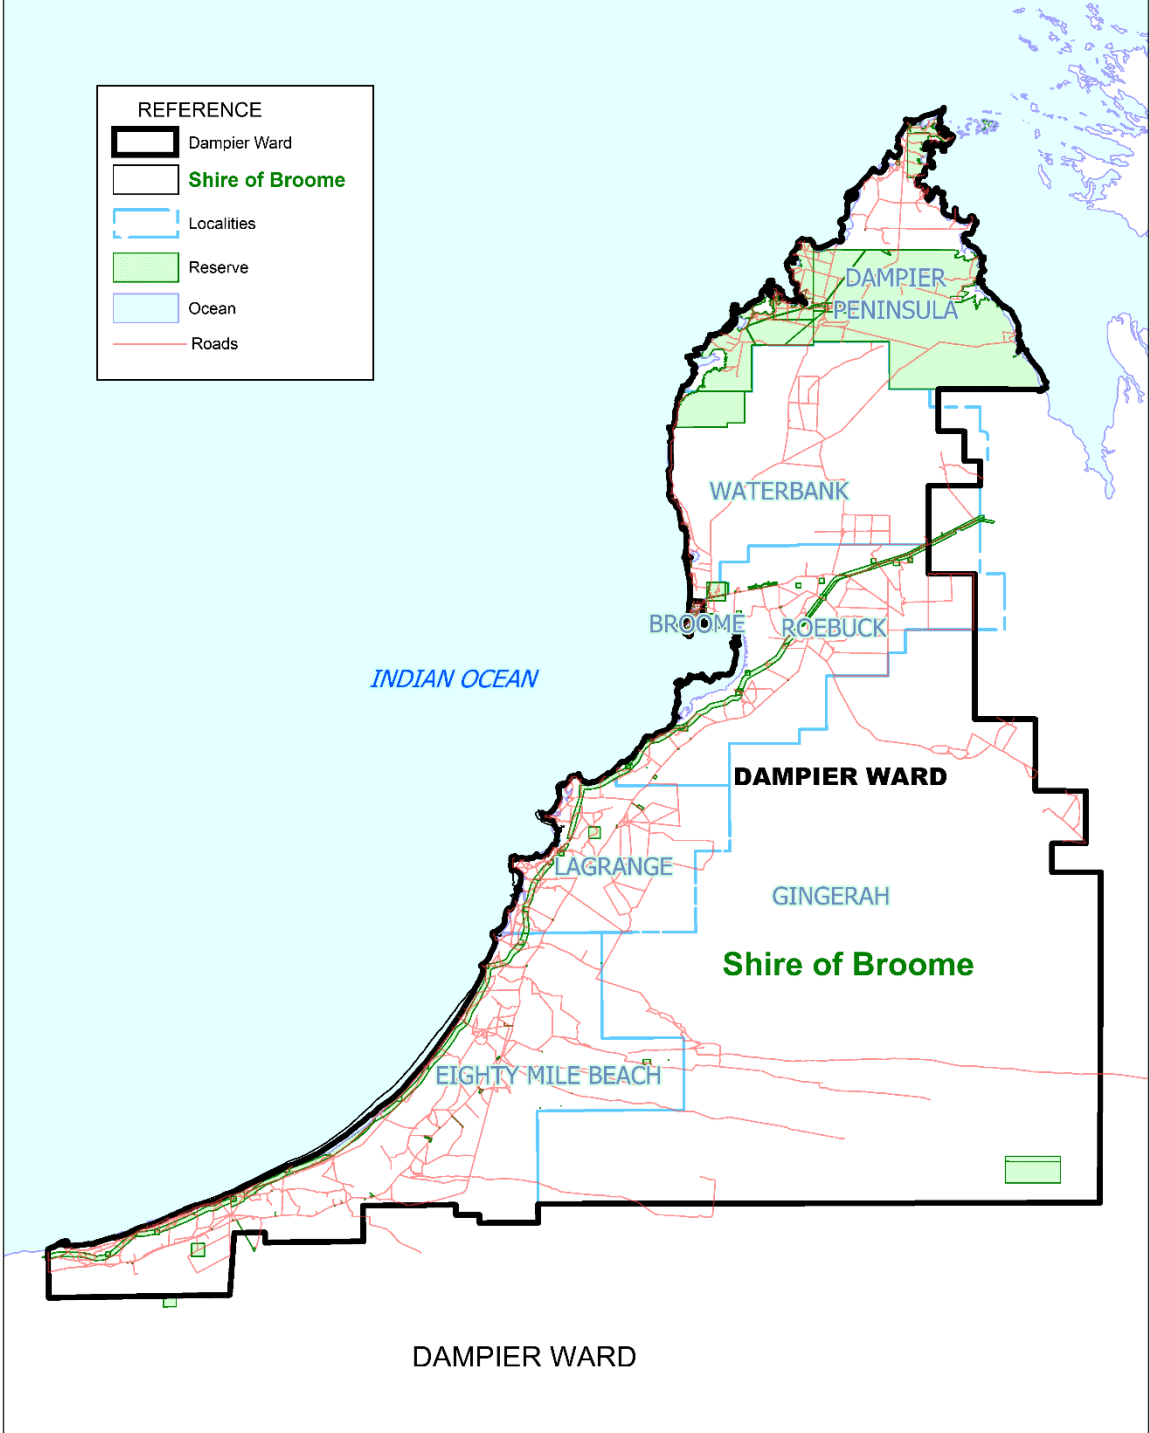 REFERENCE
Dampier Ward
Shire of Broome
Localities
Reserve
Ocean
Roads
DAMPIER
PENINSULA
WATERBANK
BROOME
ROEBUCK
INDIAN OCEAN
DAMPIER WARD
LAGRANGE
GINGERAH
Shire of Broome
EIGHTY MILE BEACH
DAMPIER WARD